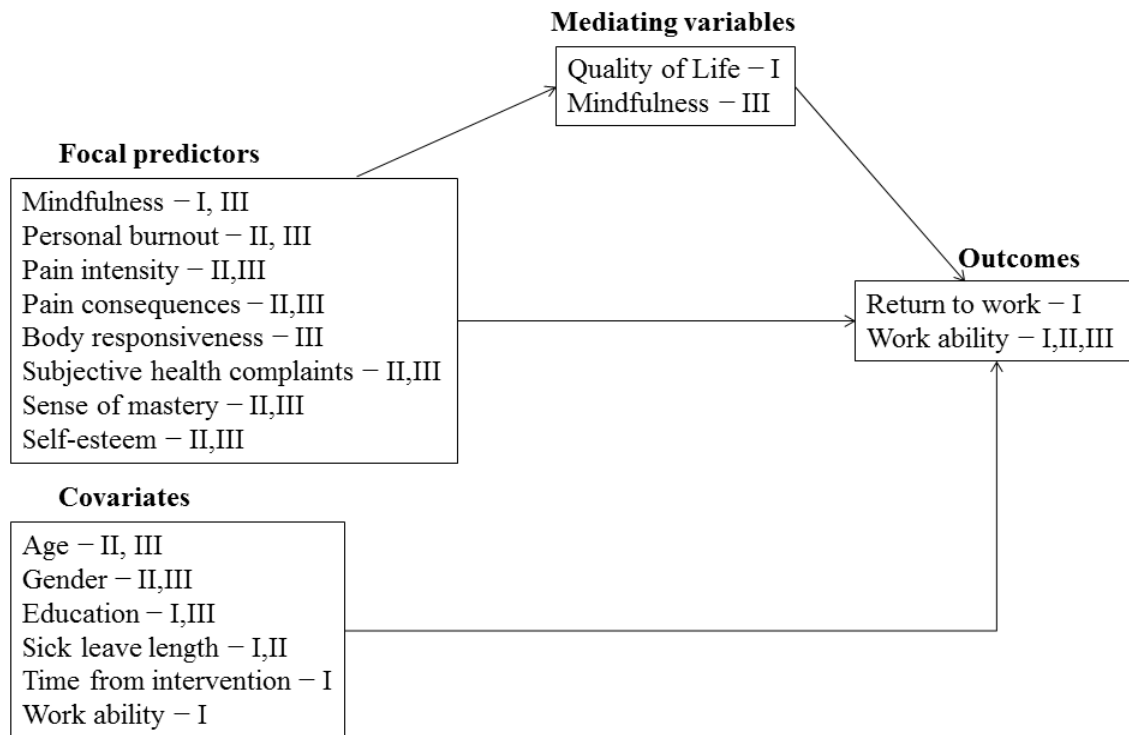 Mediating variables
Quality of Life – I
Mindfulness – III
Focal predictors
Mindfulness – I, III
Personal burnout – II, III
Pain intensity – II,III
Pain consequences – II,III
Body responsiveness – III
Subjective health complaints – II,III
Sense of mastery – II,III
Self-esteem – II,III
Outcomes
Return to work – I
Work ability – I,II,III
Covariates
Age – II, III
Gender – II,III
Education – I,III
Sick leave length – I,II
Time from intervention – I
Work ability – I